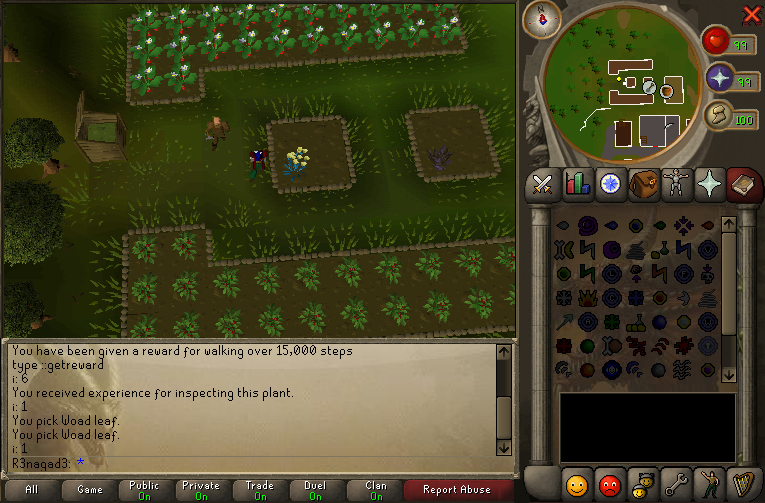 N
99
99
100
You have been given a reward for walking over 15,000 steps
type ::getreward
i: 6
You received experience for inspecting this plant.
i: 1
You pick Woad leaf.
You pick Woad leaf.
i: 1
R3naqad3: *
All
Game
Public
On
Private
On
Trade
On
Duel
On
Clan
On
Report Abuse